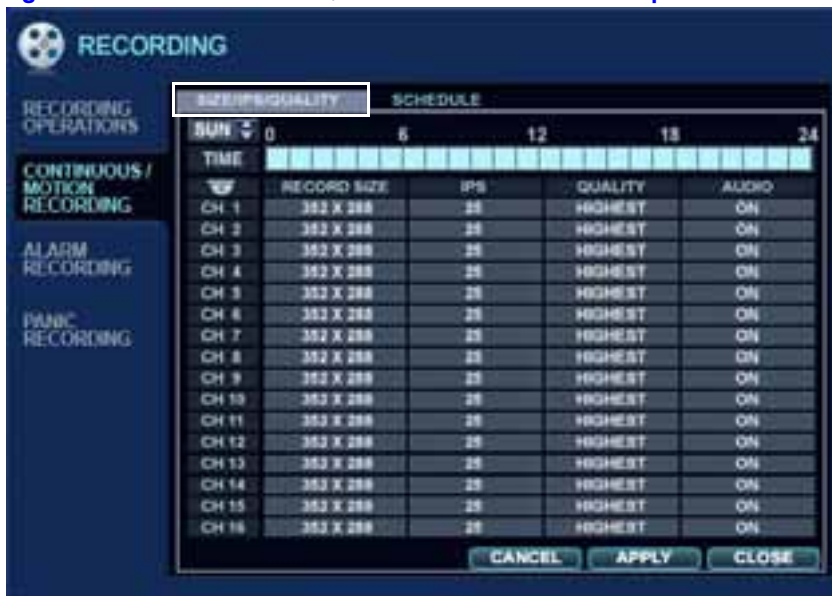 RECORDING
RECORDING
OPERATIONS
CONTINUOUS /
MOTION
RECORDING
ALARM
RECORDING
PANIC
RECORDING
SIZE/IPS/QUALITY SCHEDULE
SUN 0 6 12 18 24
TIME
RECORD SIZE IPS QUALITY AUDIO
CH 1 352 X 288 25 HIGHEST ON
CH 2 352 X 288 25 HIGHEST ON
CH 3 352 X 288 25 HIGHEST ON
CH 4 352 X 288 25 HIGHEST ON
CH 5 352 X 288 25 HIGHEST ON
CH 6 352 X 288 25 HIGHEST ON
CH 7 352 X 288 25 HIGHEST ON
CH 8 352 X 288 25 HIGHEST ON
CH 9 352 X 288 25 HIGHEST ON
CH 10 352 X 288 25 HIGHEST ON
CH 11 352 X 288 25 HIGHEST ON
CH 12 352 X 288 25 HIGHEST ON
CH 13 352 X 288 25 HIGHEST ON
CH 14 352 X 288 25 HIGHEST ON
CH 15 352 X 288 25 HIGHEST ON
CH 16 352 X 288 25 HIGHEST ON
CANCEL APPLY CLOSE